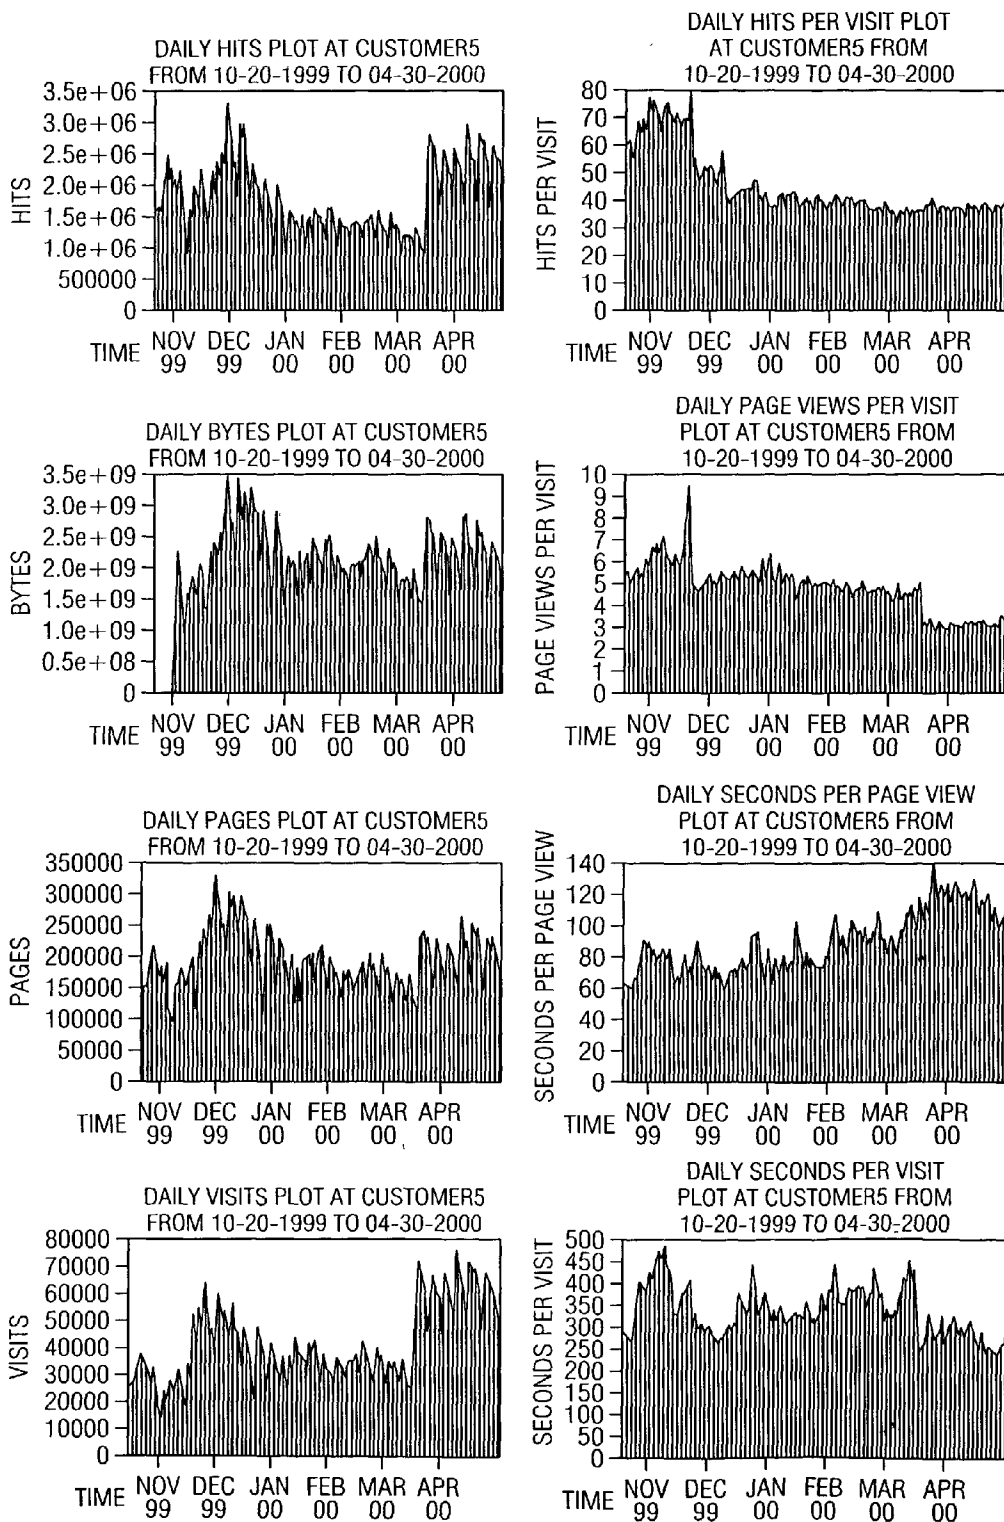 DAILY HITS PLOT AT CUSTOMER5
FROM 10-20-1999 TO 04-30-2000
HITS
3.5e+06
3.0e+06
2.5e+06
2.0e+06
1.5e+06
1.0e+06
500000
0
TIME NOV DEC JAN FEB MAR APR
99 99 00 00 00 00
DAILY HITS PER VISIT PLOT
AT CUSTOMER5 FROM
10-20-1999 TO 04-30-2000
HITS PER VISIT
80
70
60
50
40
30
20
10
0
TIME NOV DEC JAN FEB MAR APR
99 99 00 00 00 00
DAILY BYTES PLOT AT CUSTOMER5
FROM 10-20-1999 TO 04-30-2000
BYTES
3.5e+09
3.0e+09
2.5e+09
2.0e+09
1.5e+09
1.0e+09
0.5e+08
0
TIME NOV DEC JAN FEB MAR APR
99 99 00 00 00 00
DAILY PAGE VIEWS PER VISIT
PLOT AT CUSTOMER5 FROM
10-20-1999 TO 04-30-2000
PAGE VIEWS PER VISIT
10
9
8
7
6
5
4
3
2
1
0
TIME NOV DEC JAN FEB MAR APR
99 99 00 00 00 00
DAILY PAGES PLOT AT CUSTOMER5
FROM 10-20-1999 TO 04-30-2000
PAGES
350000
300000
250000
200000
150000
100000
50000
0
TIME NOV DEC JAN FEB MAR APR
99 99 00 00 00 00
DAILY SECONDS PER PAGE VIEW
PLOT AT CUSTOMER5 FROM
10-20-1999 TO 04-30-2000
SECONDS PER PAGE VIEW
140
120
100
80
60
40
20
0
TIME NOV DEC JAN FEB MAR APR
99 99 00 00 00 00
DAILY VISITS PLOT AT CUSTOMER5
FROM 10-20-1999 TO 04-30-2000
VISITS
80000
70000
60000
50000
40000
30000
20000
10000
0
TIME NOV DEC JAN FEB MAR APR
99 99 00 00 00 00
DAILY SECONDS PER VISIT
PLOT AT CUSTOMER5 FROM
10-20-1999 TO 04-30-2000
SECONDS PER VISIT
500
450
400
350
300
250
200
150
100
50
0
TIME NOV DEC JAN FEB MAR APR
99 99 00 00 00 00